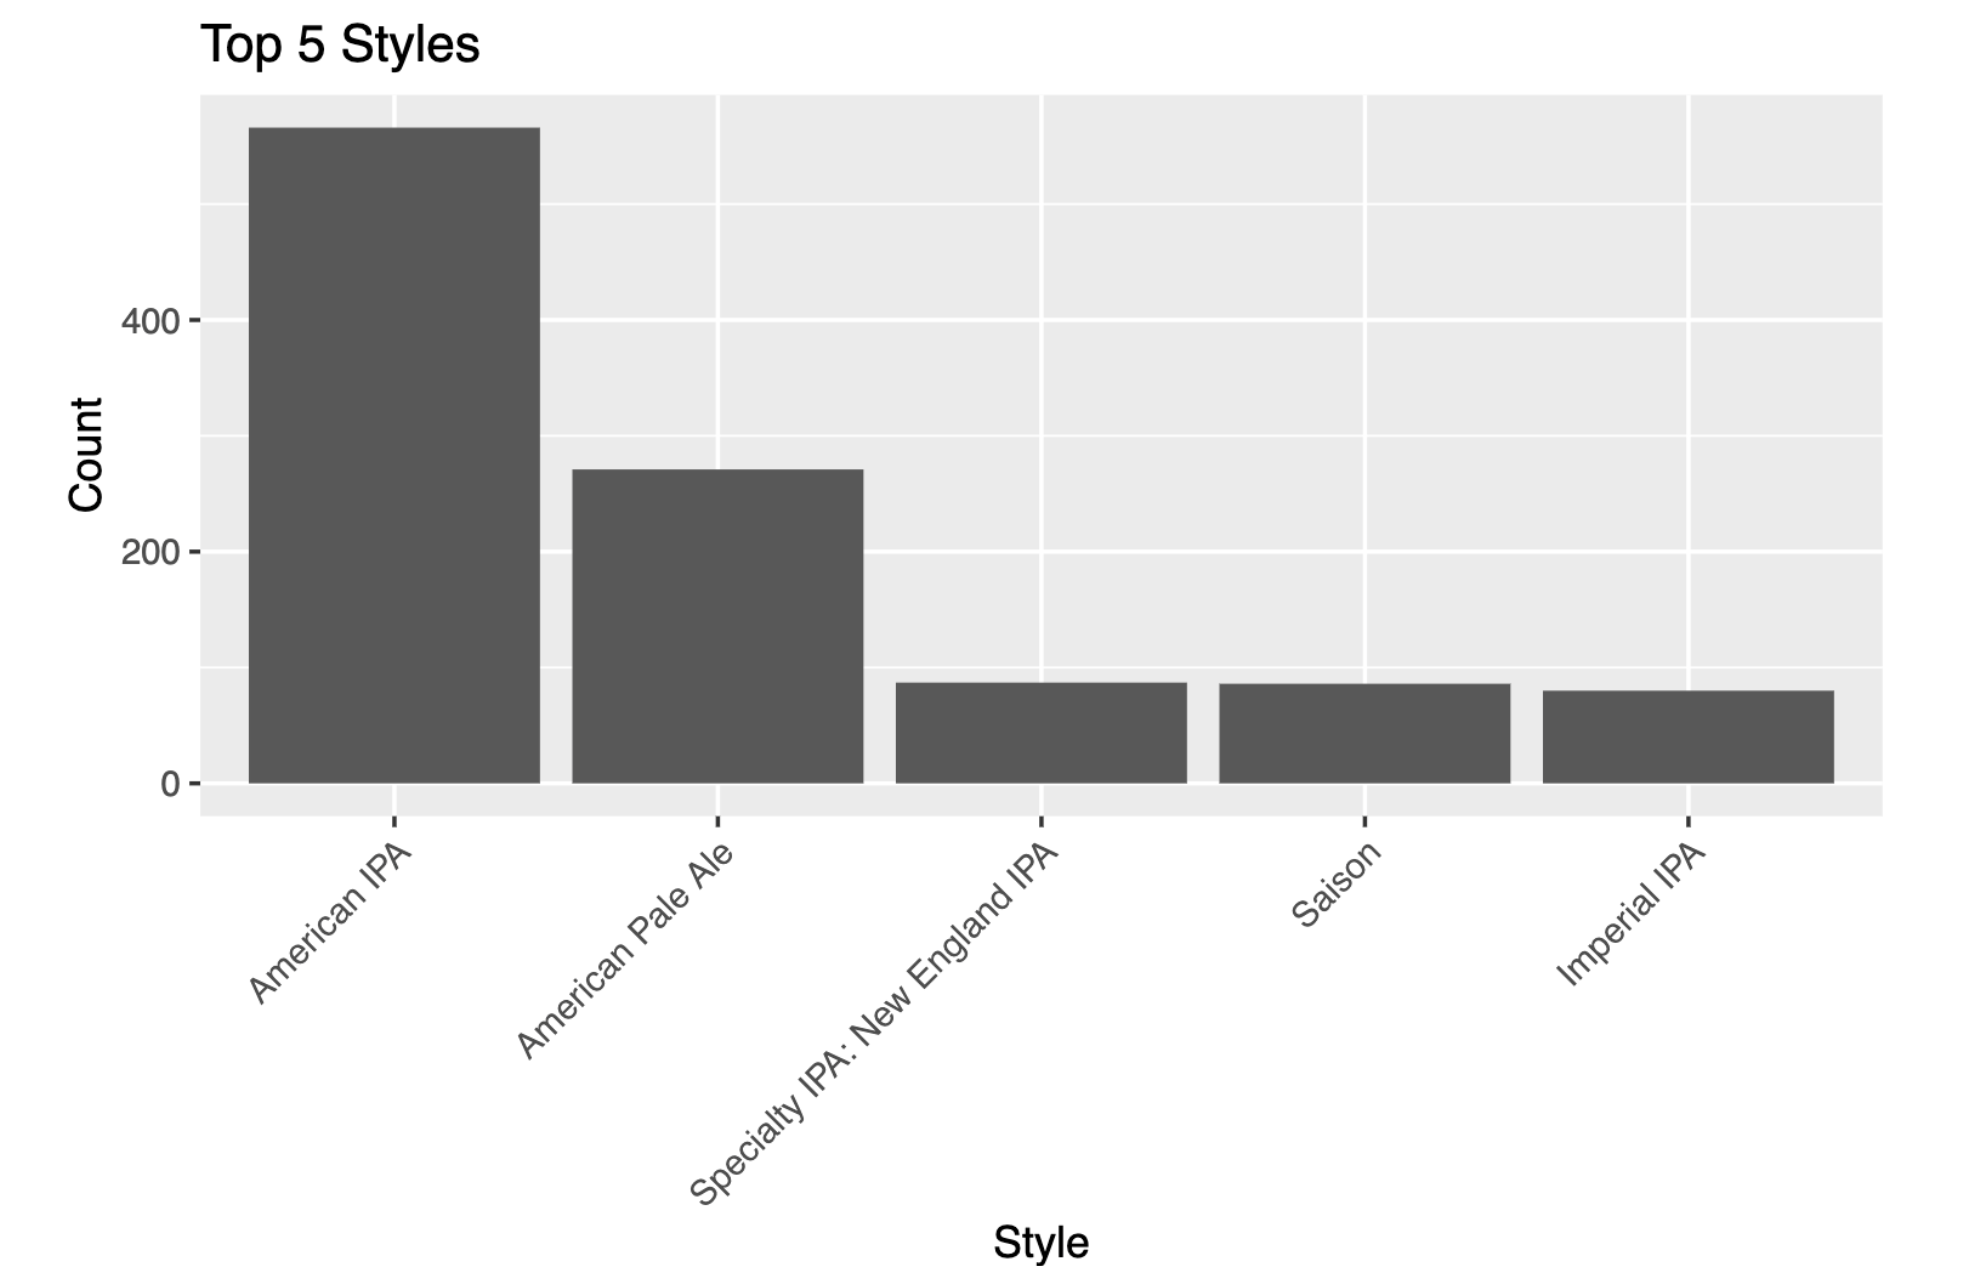 Top 5 Styles
Count
400
200
0
American IPA
American Pale Ale
Specialty IPA: New England IPA
Saison
Imperial IPA
Style